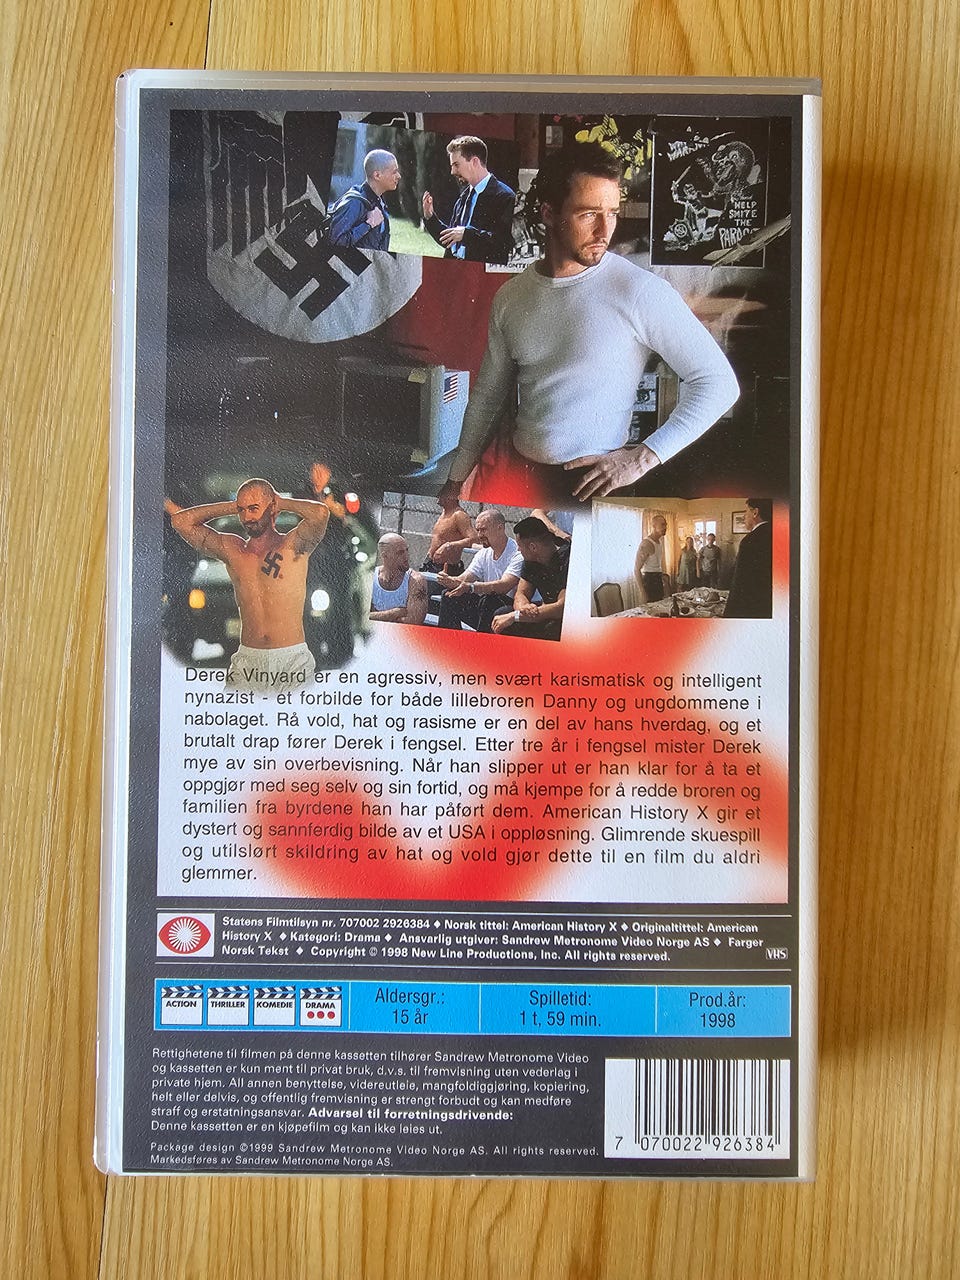 HELP
SMITE
THE
Derek Vinyard er en agressiv, men svært karismatisk og intelligent
nynazist - et forbilde for både lillebroren Danny og ungdommene i
nabolaget. Rå vold, hat og rasisme er en del av hans hverdag, og et
brutalt drap fører Derek i fengsel. Etter tre år i fengsel mister Derek
mye av sin overbevisning. Når han slipper ut er han klar for å ta et
oppgjør med seg selv og sin fortid, og må kjempe for å redde broren og
familien fra byrdene han har påført dem. American History X gir et
dystert og sannferdig bilde av et USA i oppløsning. Glimrende skuespill
og utilslørt skildring av hat og vold gjør dette til en film du aldri
glemmer.
Statens Filmtilsyn nr. 707002 2926384 ♦ Norsk tittel: American History X ♦ Originaltittel: American
History X ♦ Kategori: Drama ♦ Ansvarlig utgiver: Sandrew Metronome Video Norge AS ♦ Farger
Norsk Tekst ♦ Copyright © 1998 New Line Productions, Inc. All rights reserved.
VHS
ACTION THRILLER KOMEDIE DRAMA
Aldersgr.: Spilletid: Prod.år:
15 år 1 t, 59 min. 1998
Rettighetene til filmen på denne kassetten tilhører Sandrew Metronome Video
og kassetten er kun ment til privat bruk, d.v.s. til fremvisning uten vederlag i
private hjem. All annen benyttelse, videreutleie, mangfoldiggjøring, kopiering,
helt eller delvis, og offentlig fremvisning er strengt forbudt og kan medføre
straff og erstatningsansvar. Advarsel til forretningsdrivende:
Denne kassetten er en kjøpefilm og kan ikke leies ut.
Package design ©1999 Sandrew Metronome Video Norge AS. All rights reserved.
Markedsføres av Sandrew Metronome Norge AS.
7 070022 926384